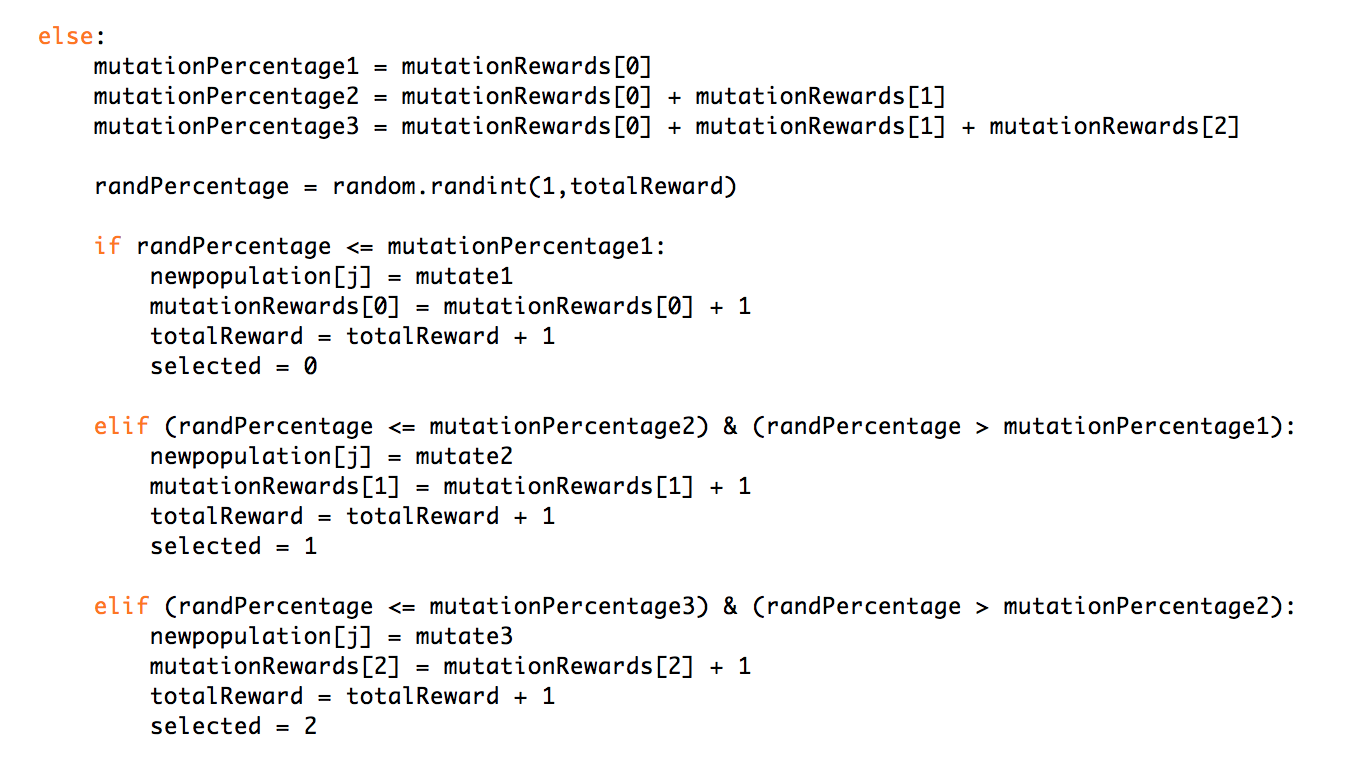 else:
    mutationPercentage1 = mutationRewards[0]
    mutationPercentage2 = mutationRewards[0] + mutationRewards[1]
    mutationPercentage3 = mutationRewards[0] + mutationRewards[1] + mutationRewards[2]
    randPercentage = random.randint(1,totalReward)
    if randPercentage <= mutationPercentage1:
        newpopulation[j] = mutate1
        mutationRewards[0] = mutationRewards[0] + 1
        totalReward = totalReward + 1
        selected = 0
    elif (randPercentage <= mutationPercentage2) & (randPercentage > mutationPercentage1):
        newpopulation[j] = mutate2
        mutationRewards[1] = mutationRewards[1] + 1
        totalReward = totalReward + 1
        selected = 1
    elif (randPercentage <= mutationPercentage3) & (randPercentage > mutationPercentage2):
        newpopulation[j] = mutate3
        mutationRewards[2] = mutationRewards[2] + 1
        totalReward = totalReward + 1
        selected = 2